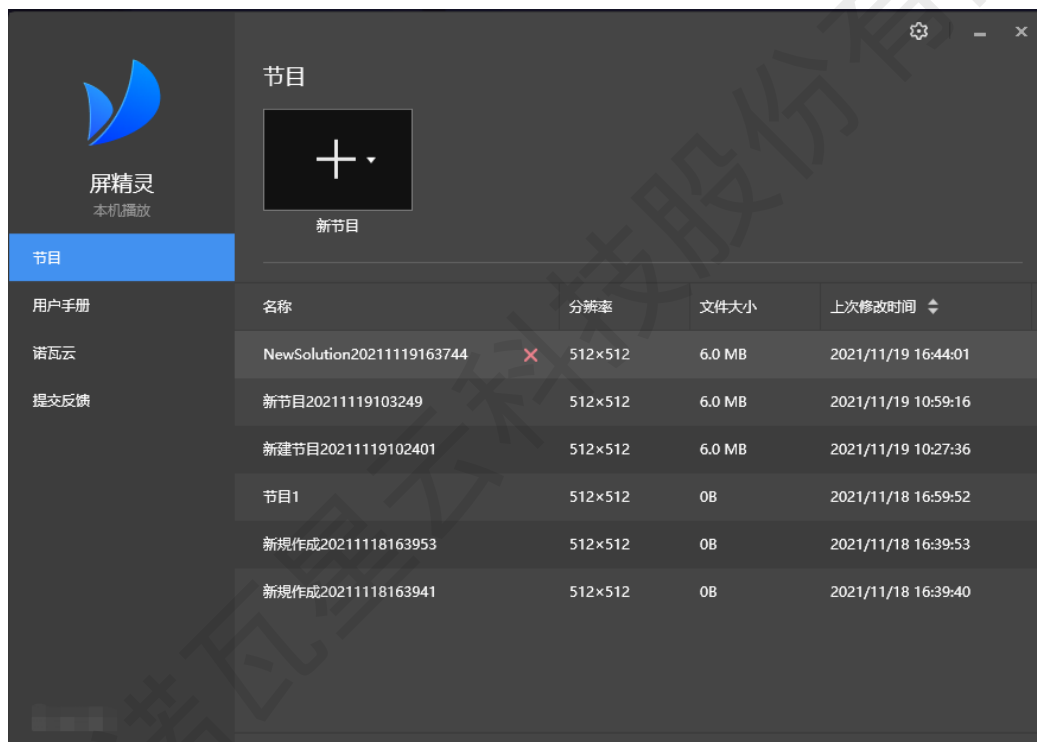 屏精灵
本机播放
节目
用户手册
诺瓦云
提交反馈
节目
新节目
名称 分辨率 文件大小 上次修改时间
NewSolution20211119163744 512×512 6.0 MB 2021/11/19 16:44:01
新节目20211119103249 512×512 6.0 MB 2021/11/19 10:59:16
新建节目20211119102401 512×512 6.0 MB 2021/11/19 10:27:36
节目1 512×512 0B 2021/11/18 16:59:52
新規作成20211118163953 512×512 0B 2021/11/18 16:39:53
新規作成20211118163941 512×512 0B 2021/11/18 16:39:40
诺瓦星云科技股份有